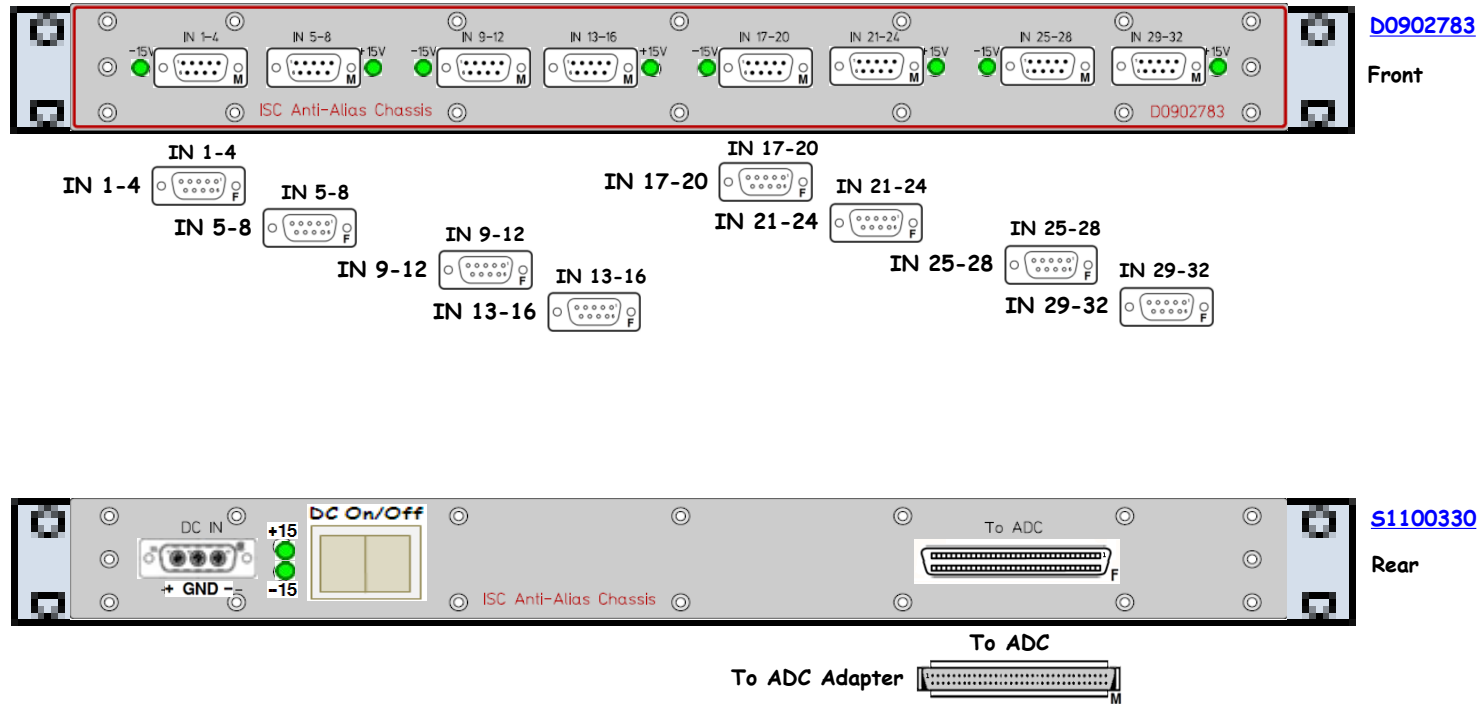 D0902783
Front
IN 1-4
IN 5-8
IN 9-12
IN 13-16
IN 17-20
IN 21-24
IN 25-28
IN 29-32
-15V
+15V
-15V
+15V
-15V
+15V
-15V
+15V
M
M
M
M
M
M
M
M
ISC Anti-Alias Chassis
D0902783
IN 1-4
IN 1-4
F
IN 5-8
IN 5-8
F
IN 9-12
IN 9-12
F
IN 13-16
IN 13-16
F
IN 17-20
IN 17-20
F
IN 21-24
IN 21-24
F
IN 25-28
IN 25-28
F
IN 29-32
IN 29-32
F
S1100330
Rear
DC IN
+ GND -
+15
-15
DC On/Off
ISC Anti-Alias Chassis
To ADC
1
F
To ADC
To ADC Adapter
1
M